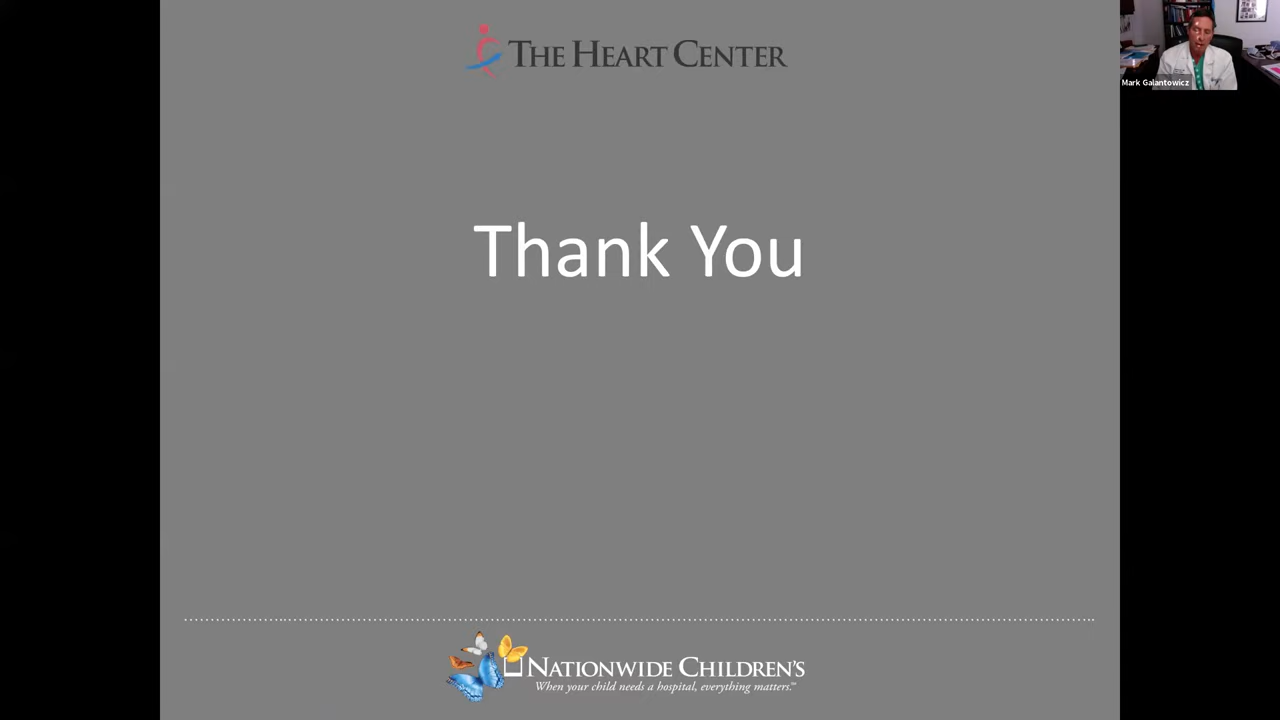 THE HEART CENTER
Mark Galantowicz
Thank You
NATIONWIDE CHILDREN'S
When your child needs a hospital, everything matters.™